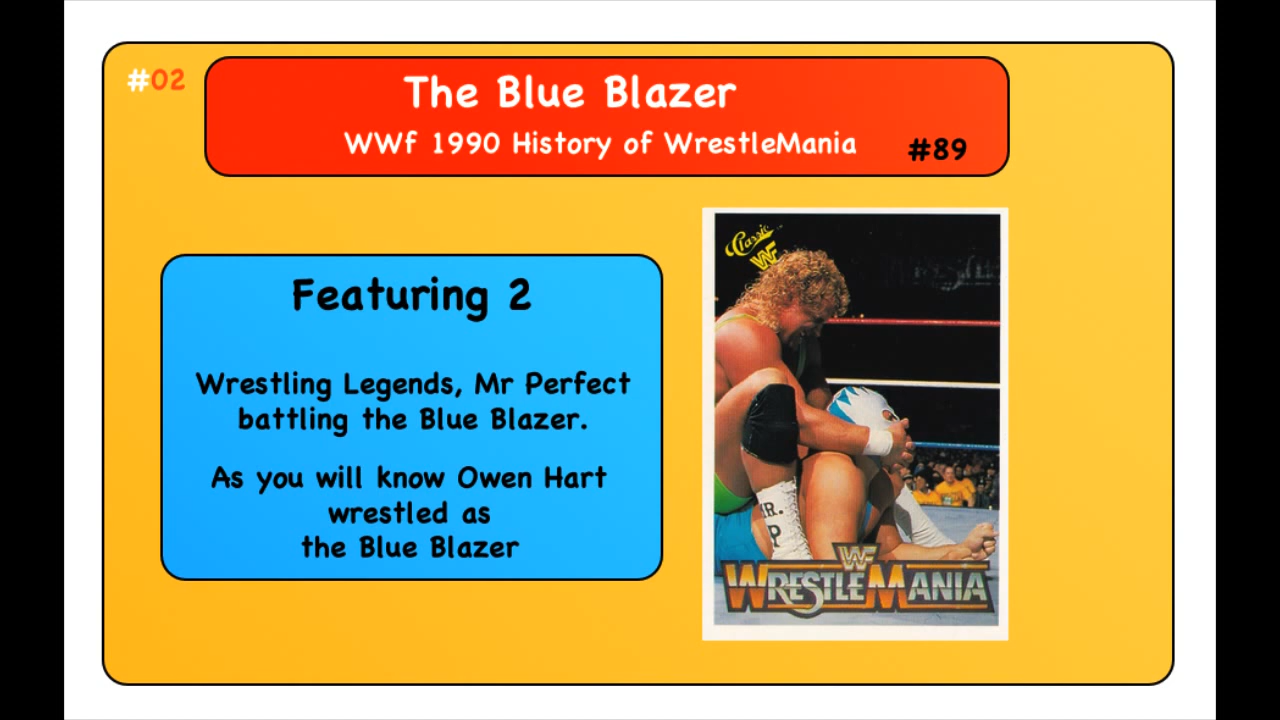 #02
The Blue Blazer
WWf 1990 History of WrestleMania
#89
Featuring 2
Wrestling Legends, Mr Perfect
battling the Blue Blazer.
As you will know Owen Hart
wrestled as
the Blue Blazer
Classic
WF
MR.
P
WF
WRESTLEMANIA